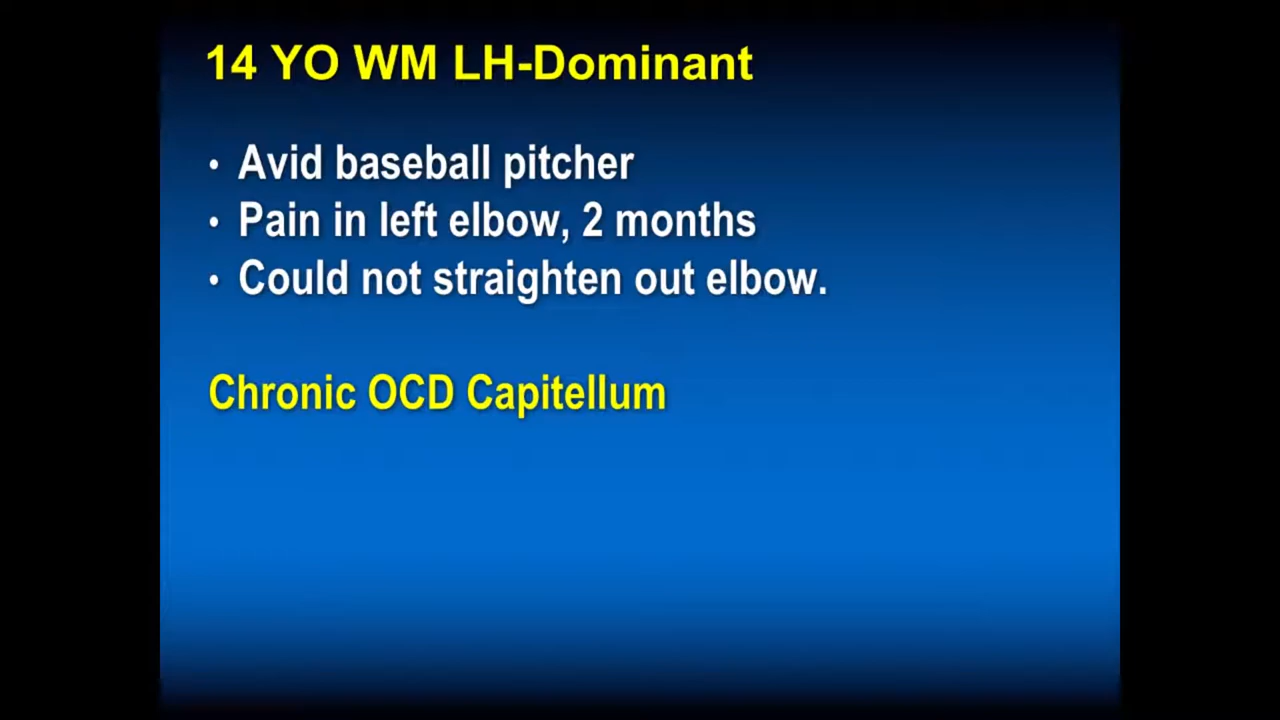 14 YO WM LH-Dominant
• Avid baseball pitcher
• Pain in left elbow, 2 months
• Could not straighten out elbow.
Chronic OCD Capitellum